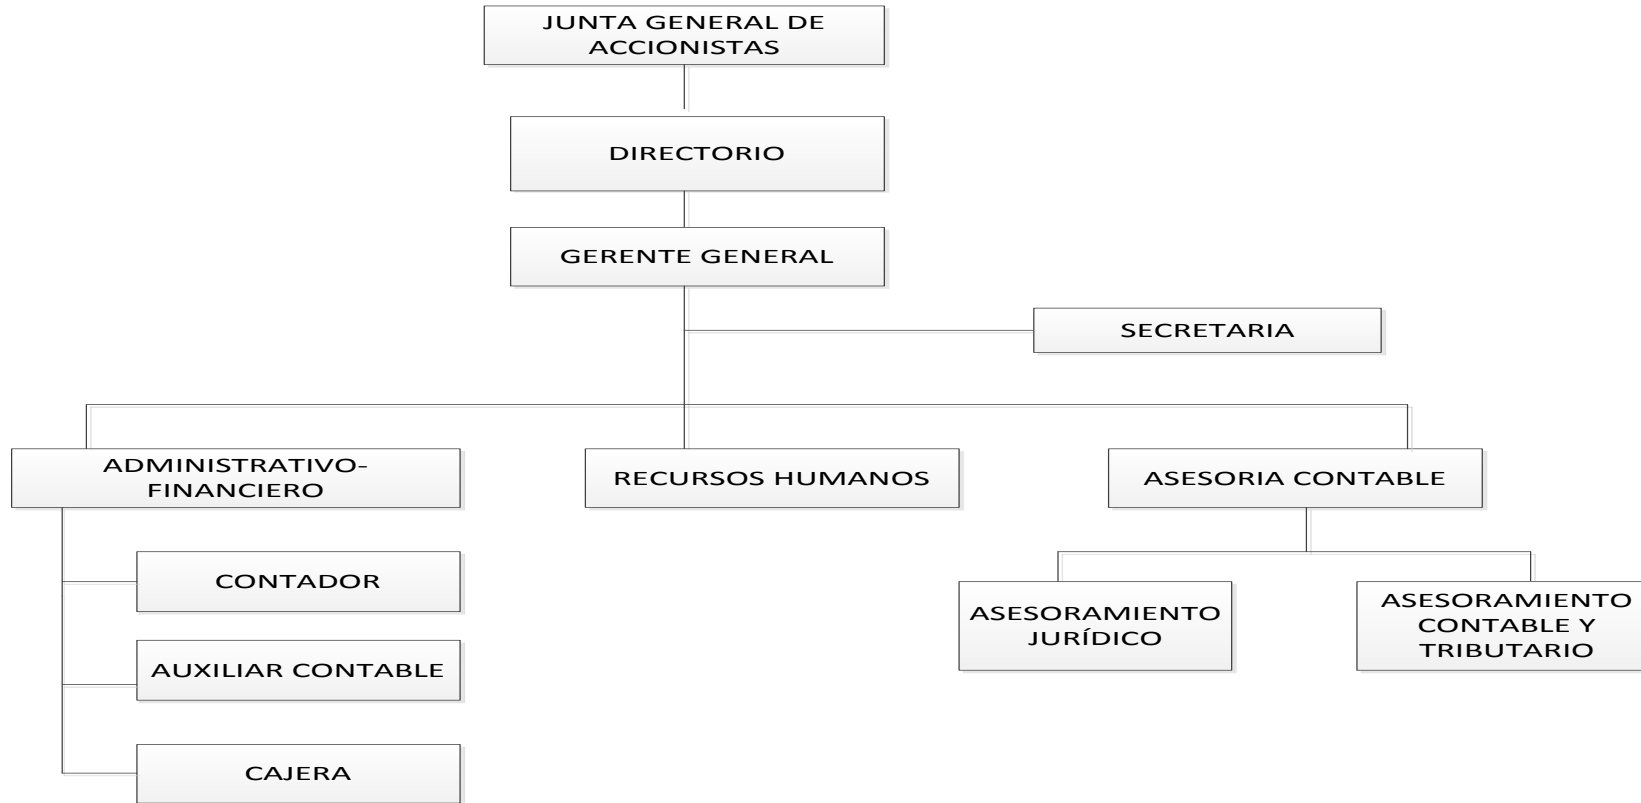 JUNTA GENERAL DE
ACCIONISTAS
DIRECTORIO
GERENTE GENERAL
SECRETARIA
ADMINISTRATIVO-
FINANCIERO
RECURSOS HUMANOS
ASESORIA CONTABLE
CONTADOR
AUXILIAR CONTABLE
CAJERA
ASESORAMIENTO
JURÍDICO
ASESORAMIENTO
CONTABLE Y
TRIBUTARIO